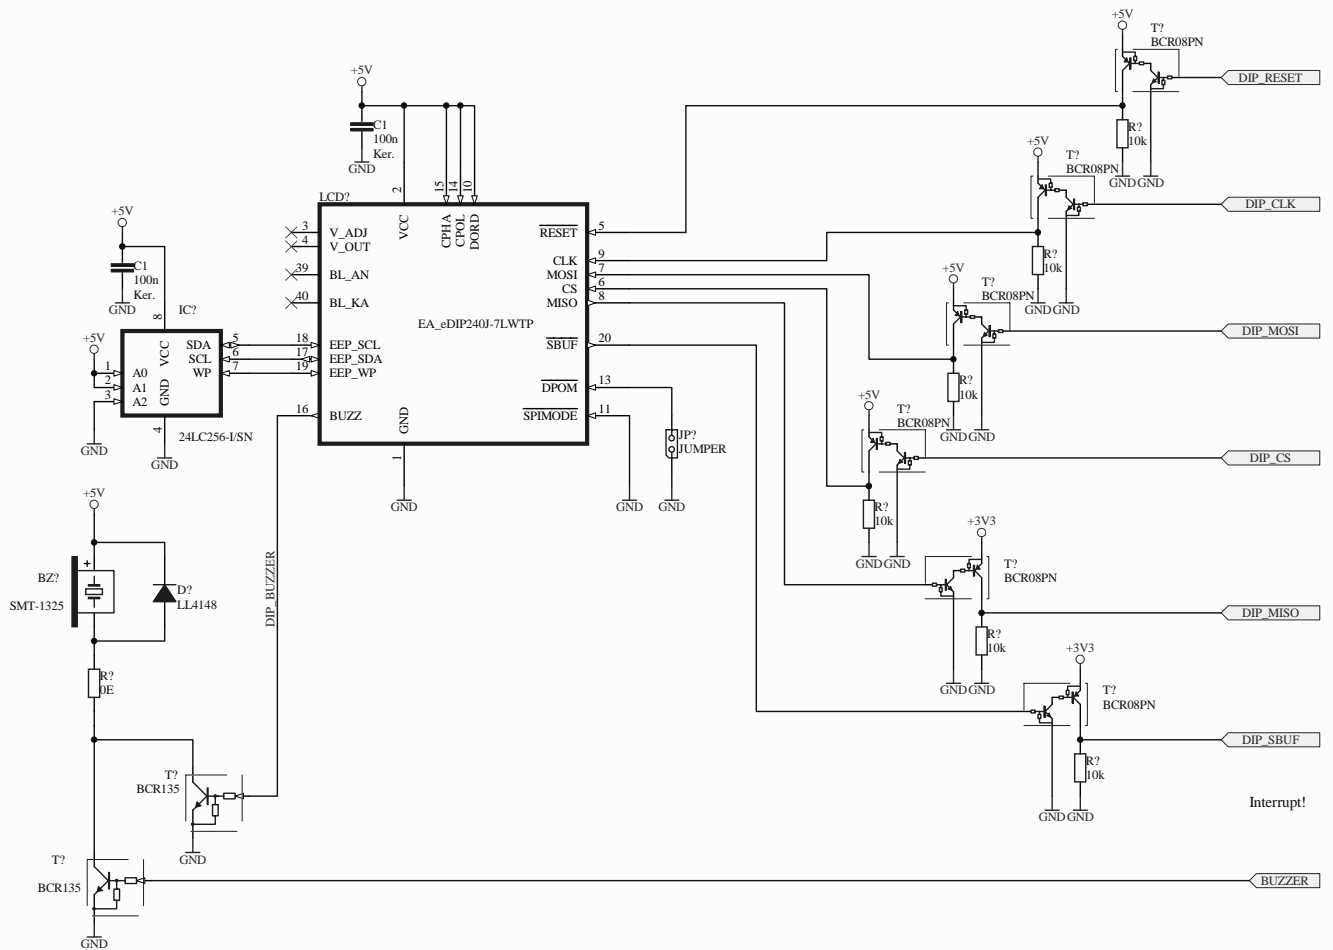 +5V
T?
BCR08PN
DIP_RESET
R?
10k
GND
GND
+5V
C1
100n
Ker.
GND
+5V
T?
BCR08PN
DIP_CLK
R?
10k
GND
GND
LCD?
2
15
14
10
VCC
CPHA
CPOL
DORD
3
V_ADJ
4
V_OUT
39
BL_AN
40
BL_KA
RESET
5
CLK
9
MOSI
7
CS
6
MISO
8
EA_eDIP240J-7LWTP
18
EEP_SCL
17
EEP_SDA
19
EEP_WP
16
BUZZ
SBUF
20
DPOM
13
SPIMODE
11
GND
1
GND
GND
JP?
JUMPER
GND
+5V
C1
100n
Ker.
GND
IC?
8
+5V
1
A0
2
A1
3
A2
VCC
GND
SDA
5
SCL
6
WP
7
4
24LC256-I/SN
GND
GND
+5V
T?
BCR08PN
DIP_MOSI
R?
10k
GND
GND
+5V
T?
BCR08PN
DIP_CS
R?
10k
GND
GND
+3V3
T?
BCR08PN
DIP_MISO
R?
10k
GND
GND
+3V3
T?
BCR08PN
DIP_SBUF
R?
10k
GND
GND
Interrupt!
+5V
BZ?
SMT-1325
+
D?
LL4148
R?
0E
DIP_BUZZER
T?
BCR135
GND
T?
BCR135
GND
BUZZER